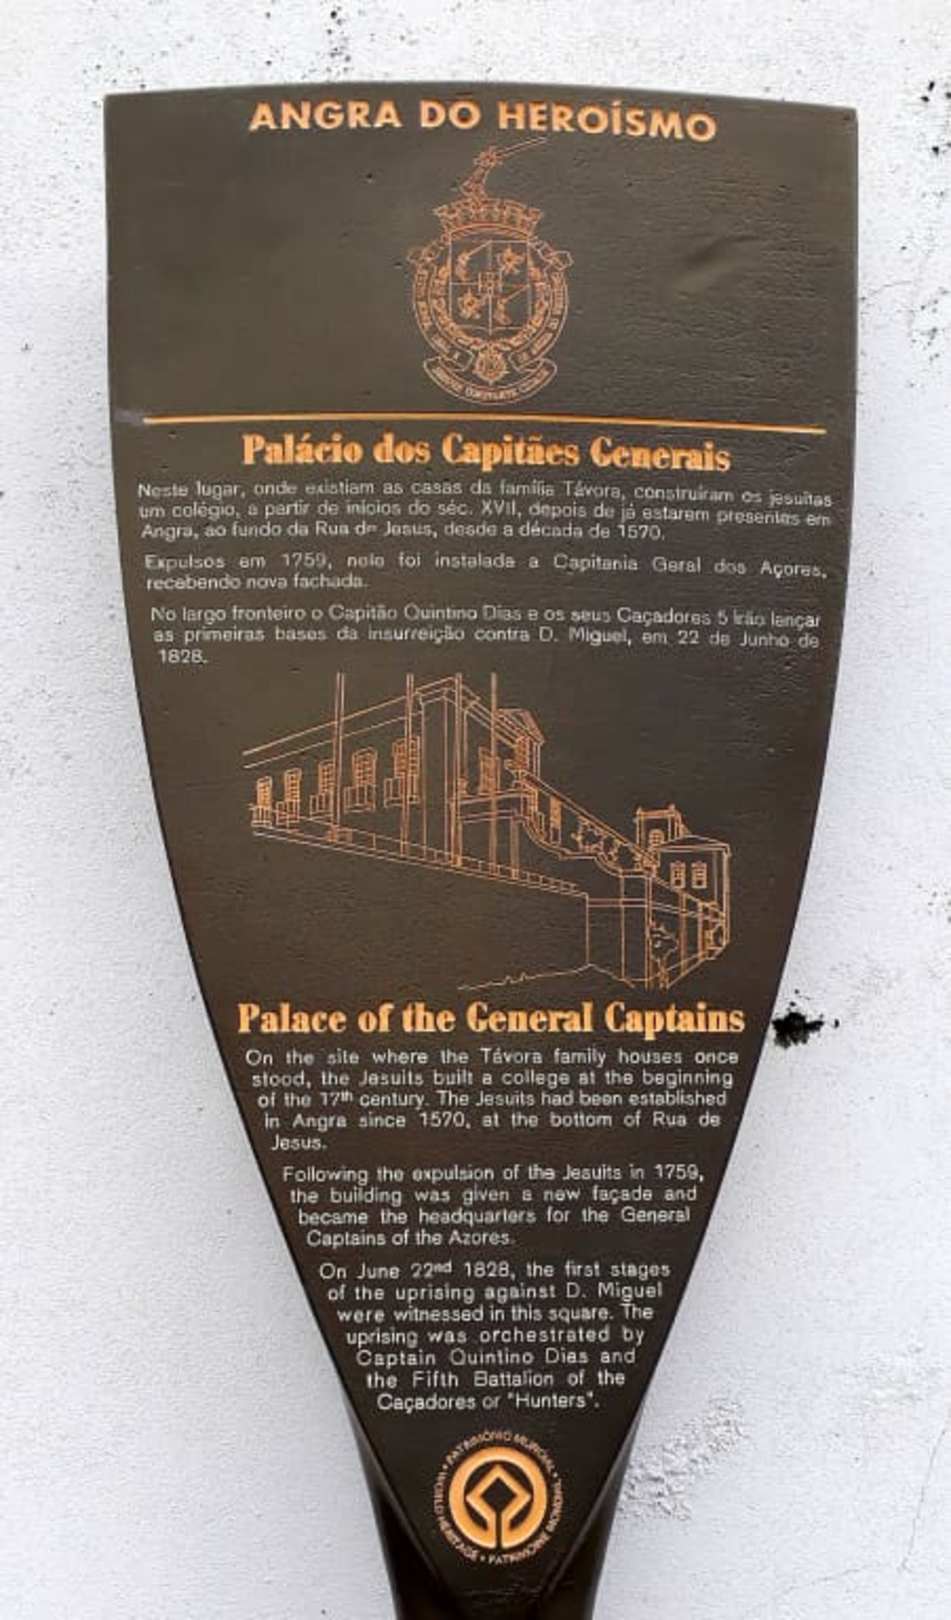 ANGRA DO HEROÍSMO
Palácio dos Capitães Generais
Neste lugar, onde existiam as casas da família Távora, construíram os jesuítas
um colégio, a partir de inícios do séc. XVII, depois de já estarem presentes em
Angra, ao fundo da Rua de Jesus, desde a década de 1570.
Expulsos em 1759, nele foi instalada a Capitania Geral dos Açores,
recebendo nova fachada.
No largo fronteiro o Capitão Quintino Dias e os seus Caçadores 5 irão lançar
as primeiras bases da insurreição contra D. Miguel, em 22 de Junho de
1828.
Palace of the General Captains
On the site where the Távora family houses once
stood, the Jesuits built a college at the beginning
of the 17th century. The Jesuits had been established
in Angra since 1570, at the bottom of Rua de
Jesus.
Following the expulsion of the Jesuits in 1759,
the building was given a new façade and
became the headquarters for the General
Captains of the Azores.
On June 22nd 1828, the first stages
of the uprising against D. Miguel
were witnessed in this square. The
uprising was orchestrated by
Captain Quintino Dias and
the Fifth Battalion of the
Caçadores or "Hunters".
PATRIMÓNIO MUNDIAL • WORLD HERITAGE • PATRIMOINE MONDIAL •